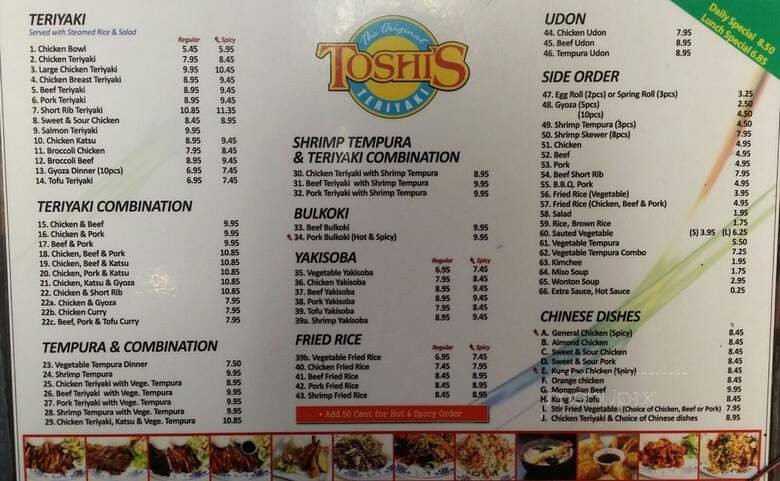 TERIYAKI
Served with Steamed Rice & Salad
Regular Spicy
1. Chicken Bowl 5.45 5.95
2. Chicken Teriyaki 7.95 8.45
3. Large Chicken Teriyaki 9.95 10.45
4. Chicken Breast Teriyaki 8.95 9.45
5. Beef Teriyaki 8.95 9.45
6. Pork Teriyaki 8.95 9.45
7. Short Rib Teriyaki 10.85 11.35
8. Sweet & Sour Chicken 8.45 8.95
9. Salmon Teriyaki 9.95
10. Chicken Katsu 8.95 9.45
11. Broccoli Chicken 7.95 8.45
12. Broccoli Beef 8.95 9.45
13. Gyoza Dinner (10pcs) 6.95 7.45
14. Tofu Teriyaki 6.95 7.45
TERIYAKI COMBINATION
15. Chicken & Beef 9.95
16. Chicken & Pork 9.95
17. Beef & Pork 9.95
18. Chicken, Beef & Pork 10.85
19. Chicken, Beef & Katsu 10.85
20. Chicken, Pork & Katsu 10.85
21. Chicken, Katsu & Gyoza 10.85
22. Chicken & Short Rib 10.85
22a. Chicken & Gyoza 7.95
22b. Chicken Curry 7.95
22c. Beef, Pork & Tofu Curry 7.95
TEMPURA & COMBINATION
23. Vegetable Tempura Dinner 7.50
24. Shrimp Tempura 9.95
25. Chicken Teriyaki with Vege. Tempura 8.95
26. Beef Teriyaki with Vege. Tempura 9.95
27. Pork Teriyaki with Vege. Tempura 9.95
28. Shrimp Tempura with Vege. Tempura 9.95
29. Chicken Teriyaki, Katsu & Vege. Tempura 10.85
The Original
TOSHI'S
TERIYAKI
SHRIMP TEMPURA
& TERIYAKI COMBINATION
30. Chicken Teriyaki with Shrimp Tempura 8.95
31. Beef Teriyaki with Shrimp Tempura 9.95
32. Pork Teriyaki with Shrimp Tempura 9.95
BULKOKI
33. Beef Bulkoki 9.95
34. Pork Bulkoki (Hot & Spicy) 9.95
YAKISOBA
Regular Spicy
35. Vegetable Yakisoba 6.95 7.45
36. Chicken Yakisoba 7.95 8.45
37. Beef Yakisoba 8.95 9.45
38. Pork Yakisoba 8.95 9.45
39. Tofu Yakisoba 7.95 8.45
39a. Shrimp Yakisoba 8.95 9.45
FRIED RICE
Regular Spicy
39b. Vegetable Fried Rice 6.95 7.45
40. Chicken Fried Rice 7.45 7.95
41. Beef Fried Rice 8.45 8.95
42. Pork Fried Rice 8.45 8.95
43. Shrimp Fried Rice 8.45 8.95
• Add 50 Cent for Hot & Spicy Order
UDON
44. Chicken Udon 7.95
45. Beef Udon 8.95
46. Tempura Udon 8.95
Daily Special 8.50
Lunch Special 6.85
SIDE ORDER
47. Egg Roll (2pcs) or Spring Roll (3pcs) 3.25
48. Gyoza (5pcs) 2.50
(10pcs) 4.50
49. Shrimp Tempura (3pcs) 4.50
50. Shrimp Skewer (8pcs) 7.95
51. Chicken 4.95
52. Beef 4.95
53. Pork 4.95
54. Beef Short Rib 7.95
55. B.B.Q. Pork 4.95
56. Fried Rice (Vegetable) 3.95
57. Fried Rice (Chicken, Beef & Pork) 4.95
58. Salad 1.95
59. Rice, Brown Rice 1.75
60. Sauted Vegetable (S) 3.95 (L) 6.25
61. Vegetable Tempura 5.50
62. Vegetable Tempura Combo 7.25
63. Kimchee 1.95
64. Miso Soup 1.75
65. Wonton Soup 2.95
66. Extra Sauce, Hot Sauce 0.25
CHINESE DISHES
A. General Chicken (Spicy) 8.45
B. Almond Chicken 8.45
C. Sweet & Sour Chicken 8.45
D. Sweet & Sour Pork 8.45
E. Kung Pao Chicken (Spicy) 8.45
F. Orange chicken 8.45
G. Mongolian Beef 9.95
H. Kung Pao Tofu 8.45
I. Stir Fried Vegetables (Choice of Chicken, Beef or Pork) 7.95
J. Chicken Teriyaki & Choice of Chinese dishes 8.95